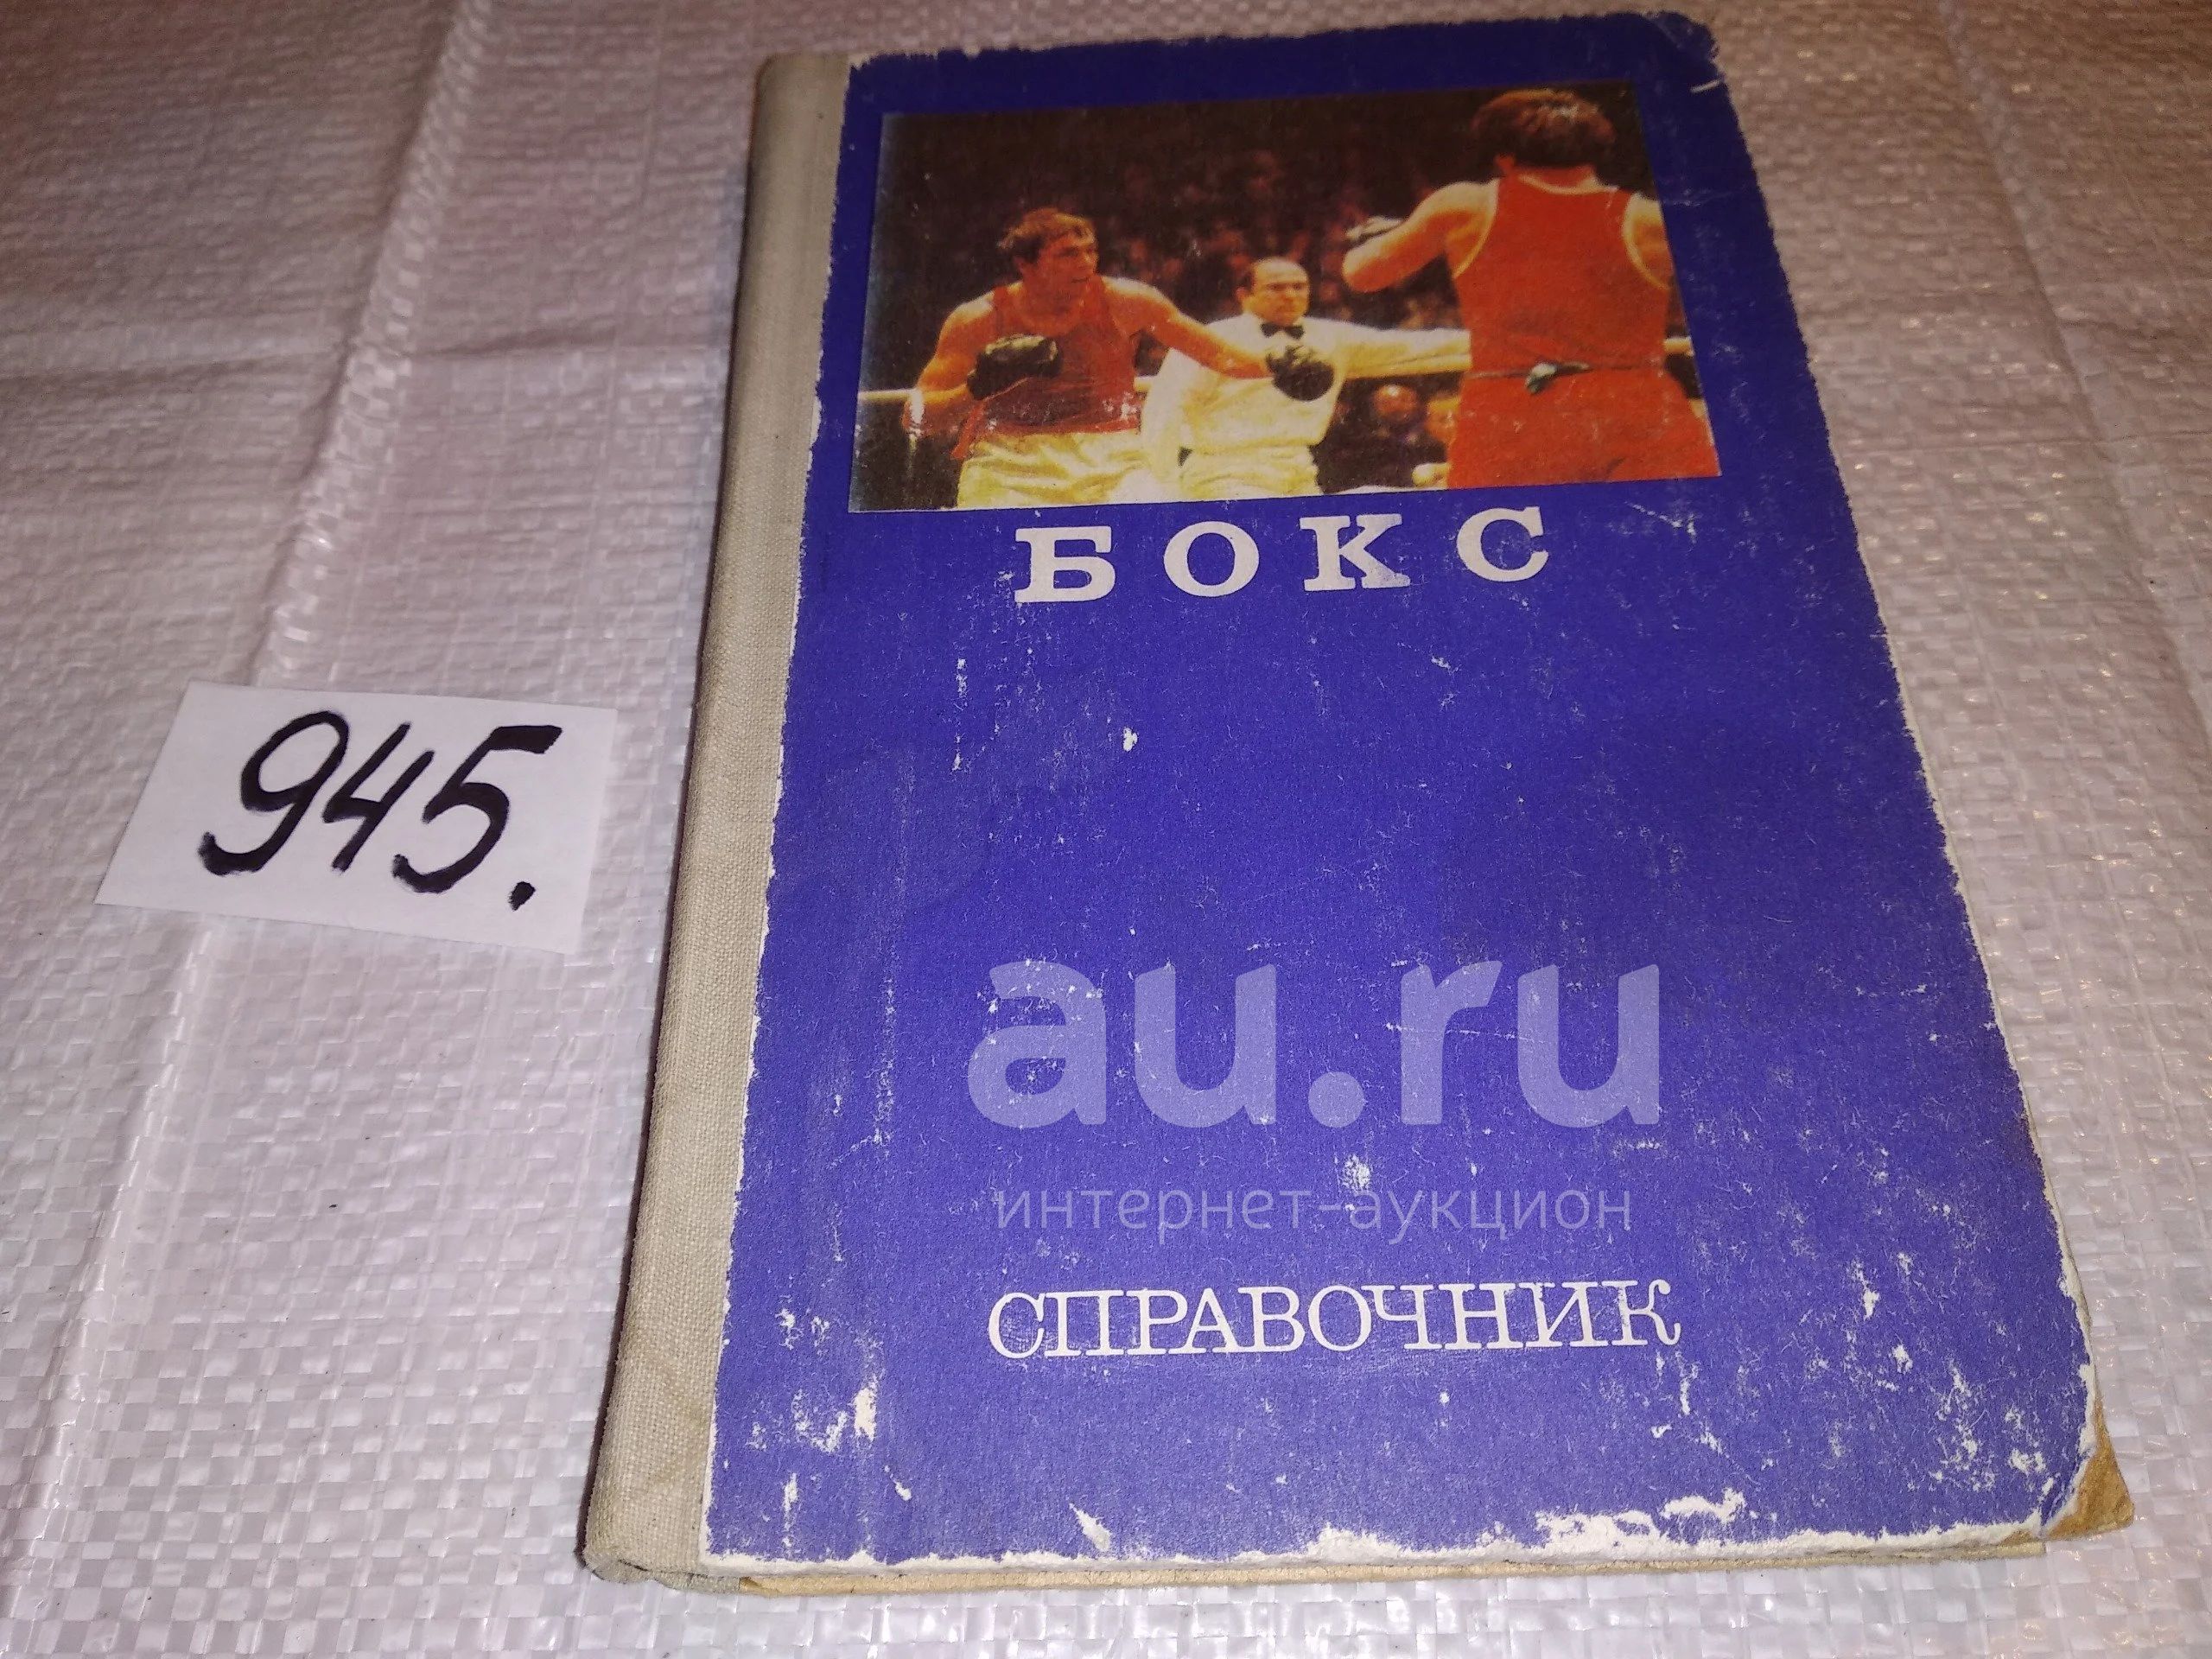 БОКС
945.
au.ru
интернет-аукцион
СПРАВОЧНИК